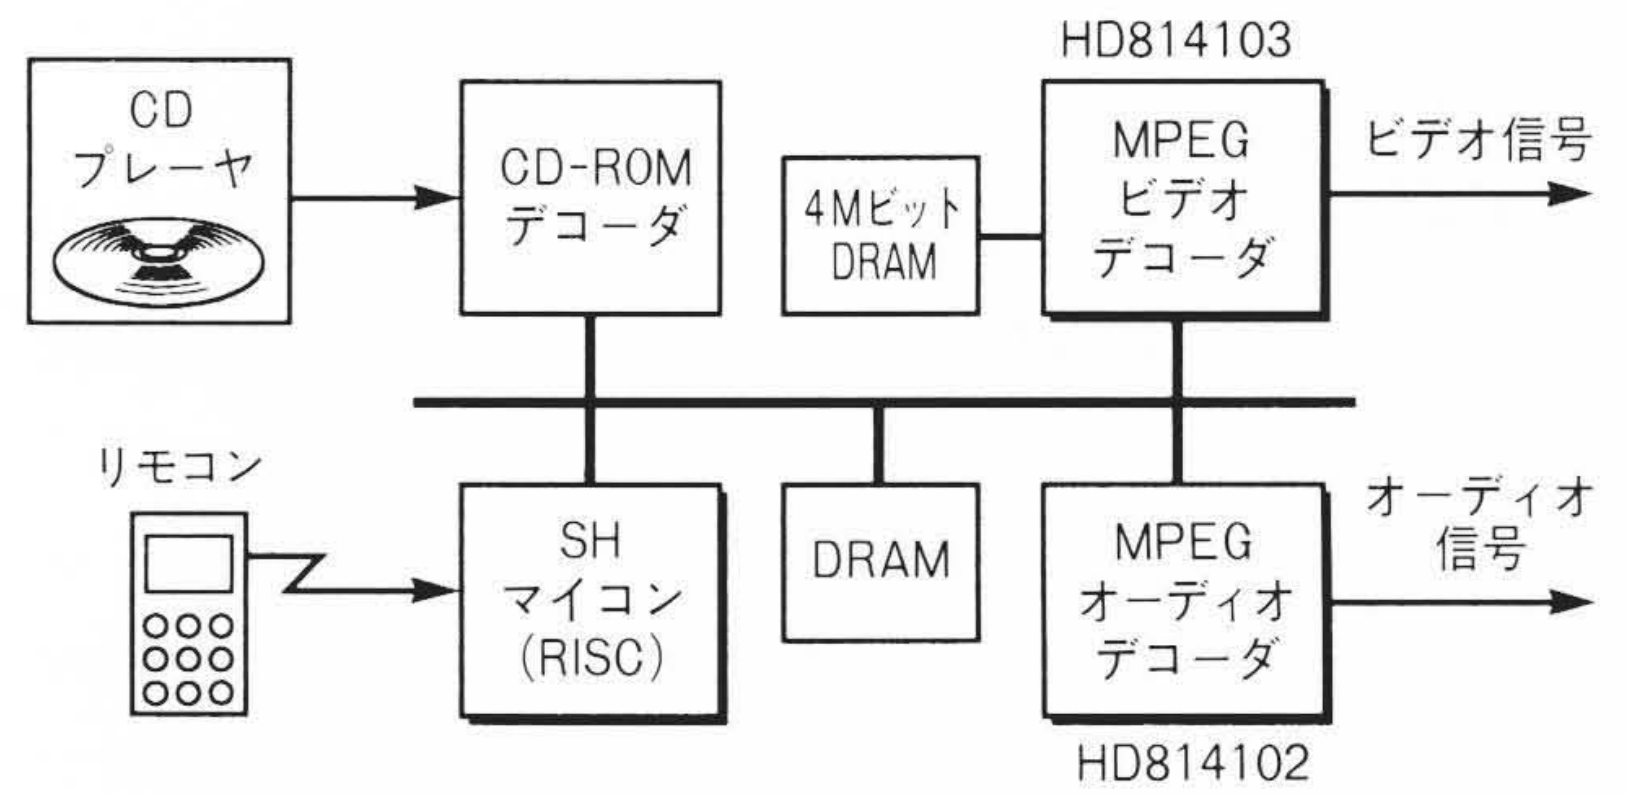 HD814103
CD
プレーヤ
CD-ROM
デコーダ
4Mビット
DRAM
MPEG
ビデオ
デコーダ
ビデオ信号
リモコン
SH
マイコン
(RISC)
DRAM
MPEG
オーディオ
デコーダ
オーディオ
信号
HD814102